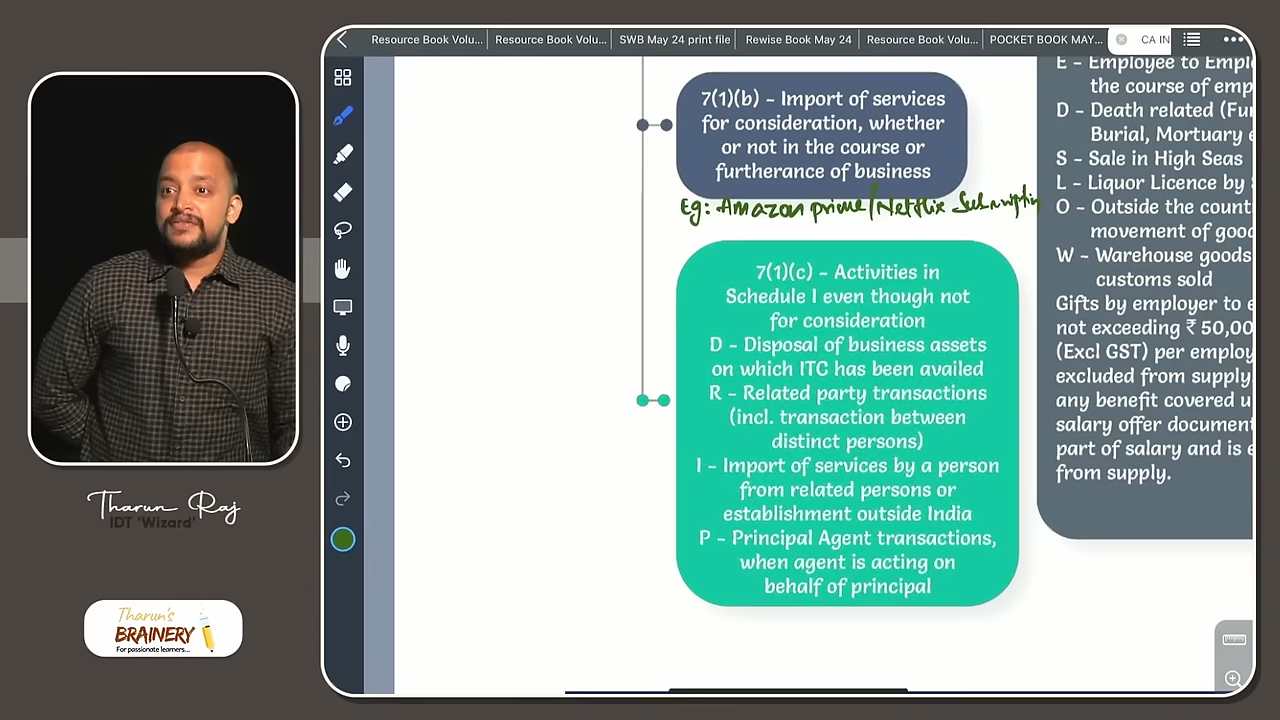 Resource Book Volu...
Resource Book Volu...
SWB May 24 print file
Rewise Book May 24
Resource Book Volu...
POCKET BOOK MAY...
CA IN
7(1)(b) - Import of services
for consideration, whether
or not in the course or
furtherance of business
Eg: Amazon prime/Netflix Subscription
7(1)(c) - Activities in
Schedule I even though not
for consideration
D - Disposal of business assets
on which ITC has been availed
R - Related party transactions
(incl. transaction between
distinct persons)
I - Import of services by a person
from related persons or
establishment outside India
P - Principal Agent transactions,
when agent is acting on
behalf of principal
E - Employee to Empl
the course of emp
D - Death related (Fu
Burial, Mortuary
S - Sale in High Seas
L - Liquor Licence by
O - Outside the count
movement of goo
W - Warehouse goods
customs sold
Gifts by employer to e
not exceeding ₹ 50,00
(Excl GST) per employ
excluded from supply.
any benefit covered u
salary offer document
part of salary and is e
from supply.
Tharun Raj
IDT 'Wizard'
Tharun's
BRAINERY
For passionate learners...